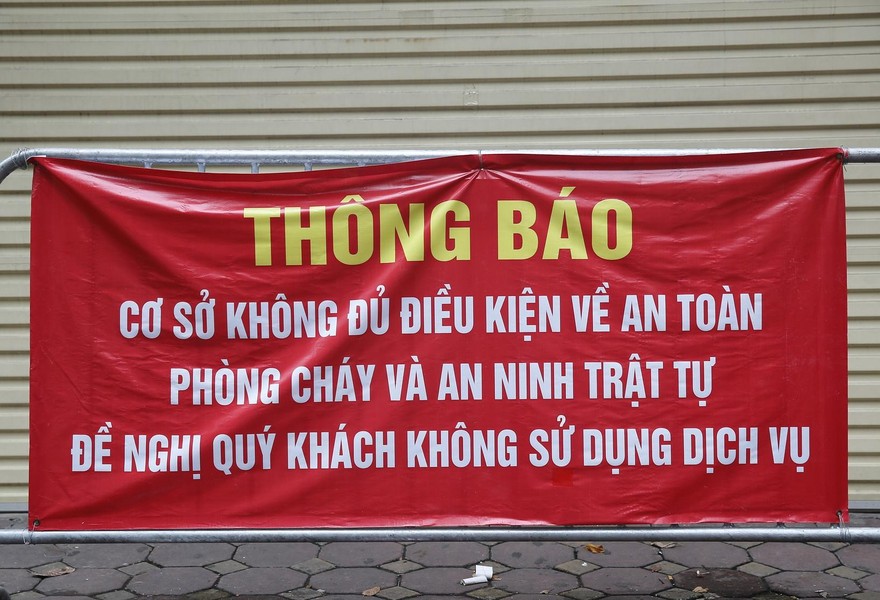 THÔNG BÁO
CƠ SỞ KHÔNG ĐỦ ĐIỀU KIỆN VỀ AN TOÀN
PHÒNG CHÁY VÀ AN NINH TRẬT TỰ
ĐỀ NGHỊ QUÝ KHÁCH KHÔNG SỬ DỤNG DỊCH VỤ